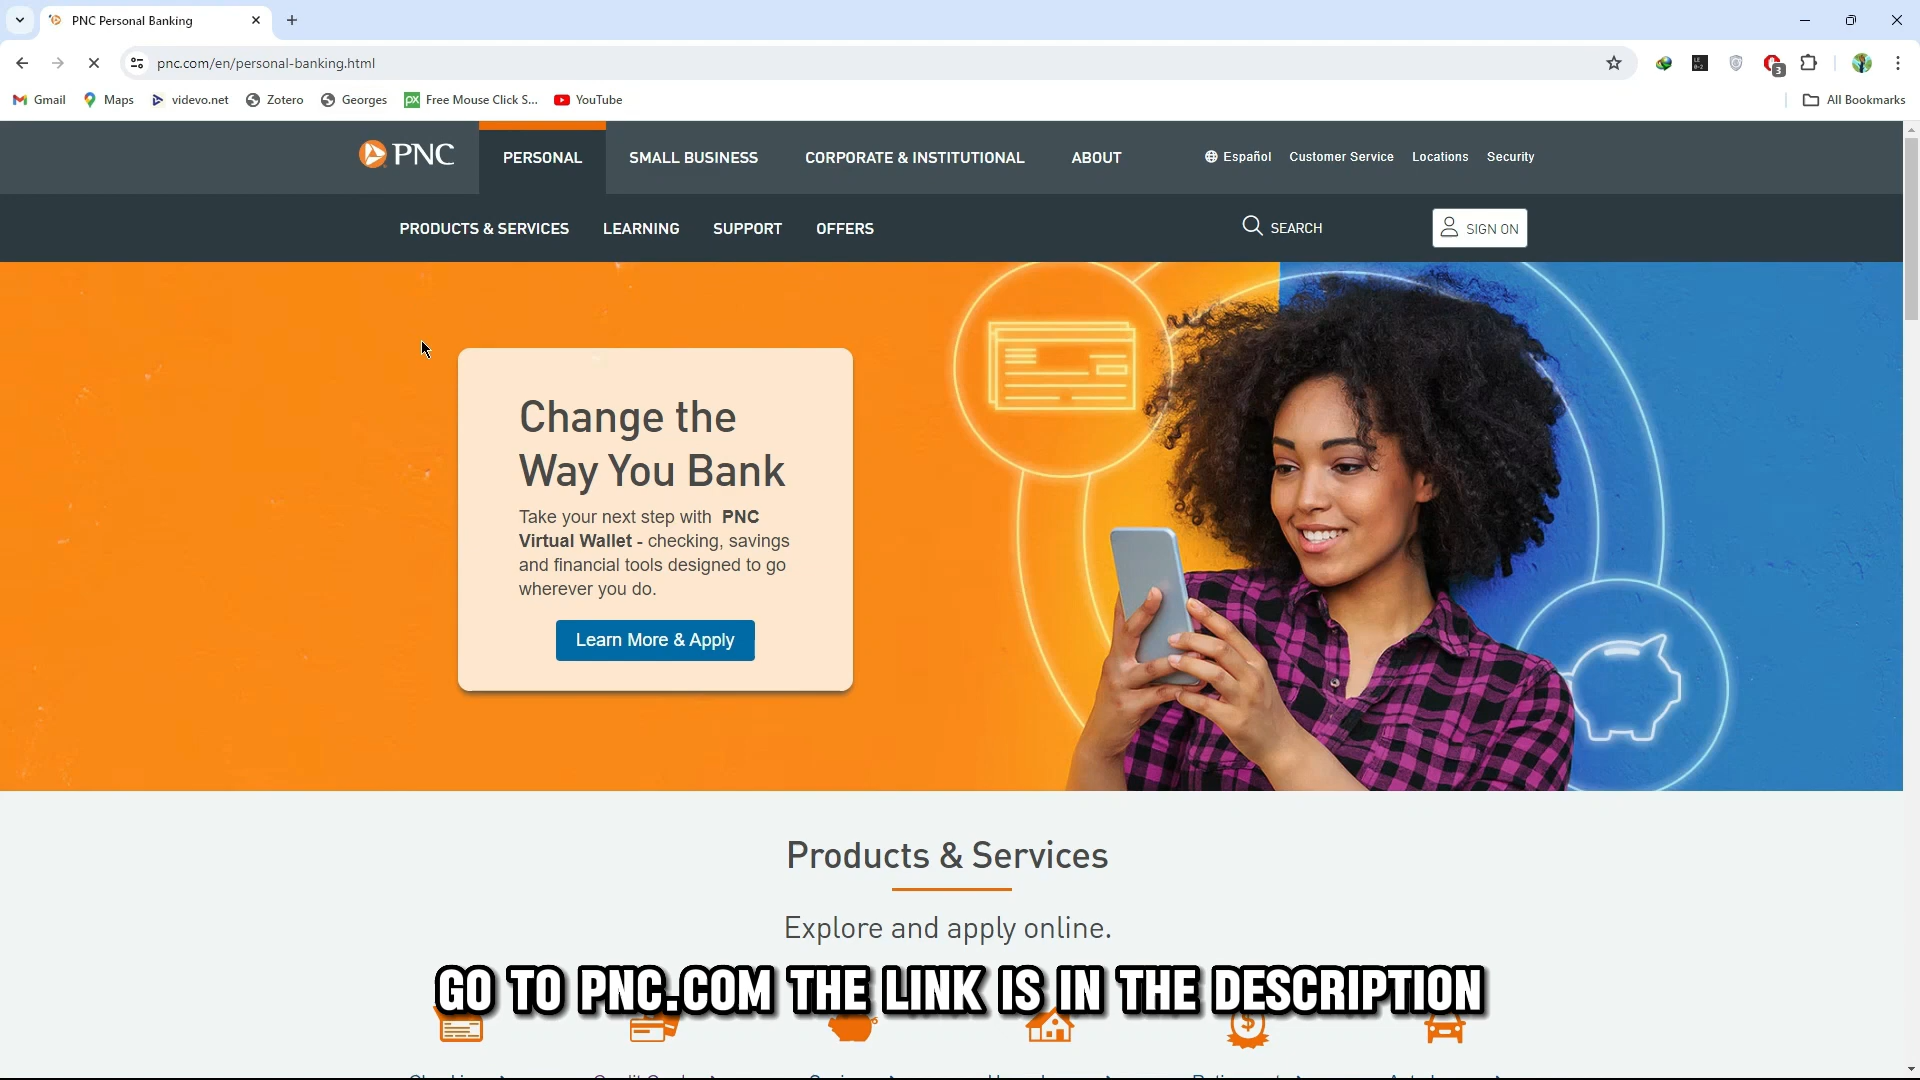 PNC Personal Banking
pnc.com/en/personal-banking.html
3
Gmail
Maps
videvo.net
Zotero
Georges
Free Mouse Click S...
YouTube
All Bookmarks
PNC
PERSONAL
SMALL BUSINESS
CORPORATE & INSTITUTIONAL
ABOUT
Español
Customer Service
Locations
Security
PRODUCTS & SERVICES
LEARNING
SUPPORT
OFFERS
SEARCH
SIGN ON
Change the
Way You Bank
Take your next step with PNC
Virtual Wallet - checking, savings
and financial tools designed to go
wherever you do.
Learn More & Apply
Products & Services
Explore and apply online.
GO TO PNC.COM THE LINK IS IN THE DESCRIPTION